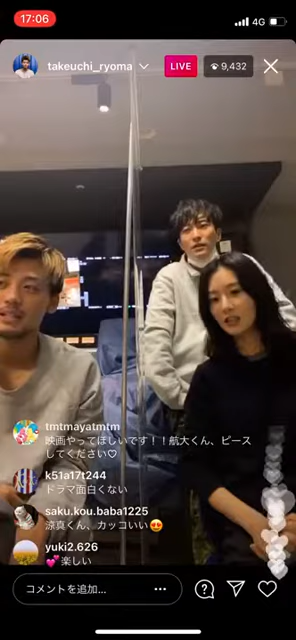 17:06
4G
takeuchi_ryoma
LIVE
9,432
tmtmayatmtm
映画やってほしいです！！航大くん、ピース
してください♡
k51a17t244
ドラマ面白くない
saku.kou.baba1225
涼真くん、カッコいい😍
yuki2.626
💕楽しい
コメントを追加...